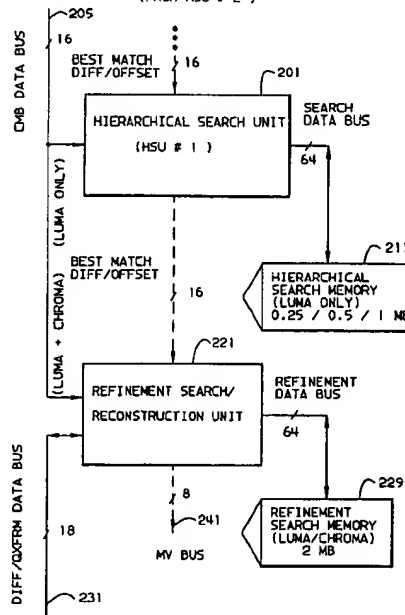 205
16
CMB DATA BUS
BEST MATCH
DIFF/OFFSET
16
201
HIERARCHICAL SEARCH UNIT
(HSU # 1 )
SEARCH
DATA BUS
64
(LUMA ONLY)
(LUMA + CHROMA)
BEST MATCH
DIFF/OFFSET
16
HIERARCHICAL
SEARCH MEMORY
(LUMA ONLY)
0.25 / 0.5 / 1
221
REFINEMENT SEARCH/
RECONSTRUCTION UNIT
REFINEMENT
DATA BUS
64
DIFF/QXFRM DATA BUS
18
8
241
MV BUS
229
REFINEMENT
SEARCH MEMORY
(LUMA/CHROMA)
2 MB
231